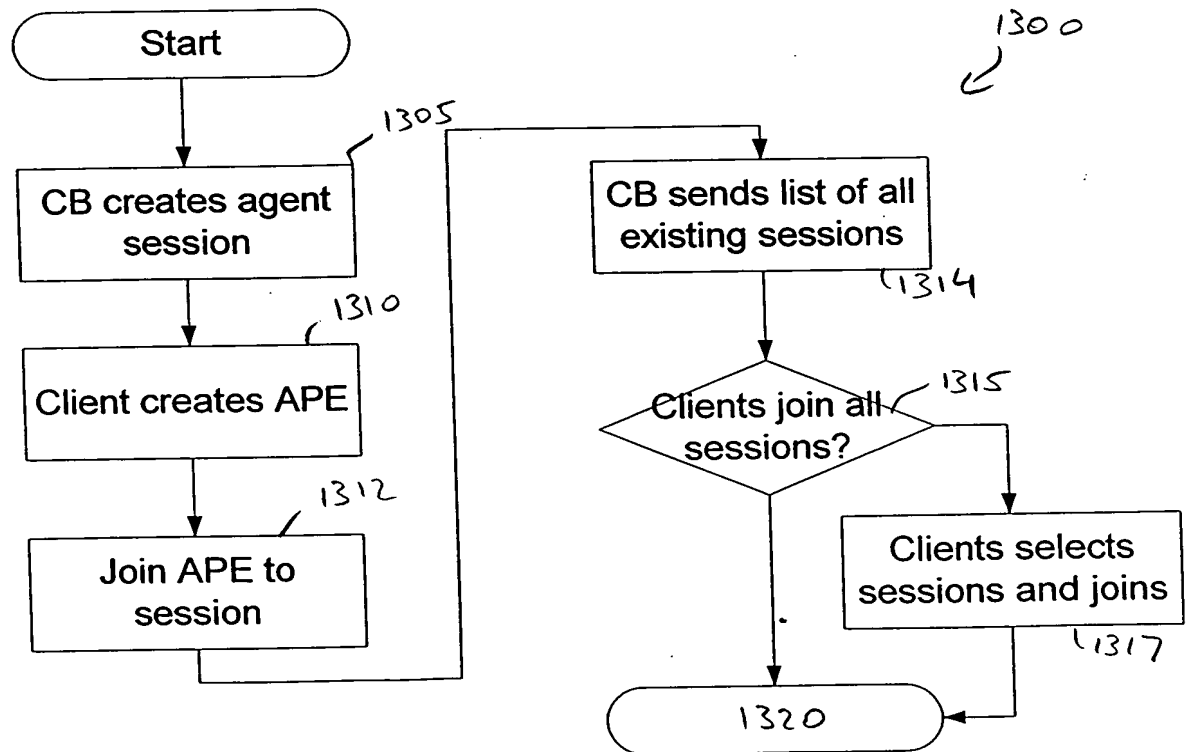 1300
Start
1305
CB creates agent
session
1310
Client creates APE
1312
Join APE to
session
CB sends list of all
existing sessions
1314
1315
Clients join all
sessions?
Clients selects
sessions and joins
1317
1320